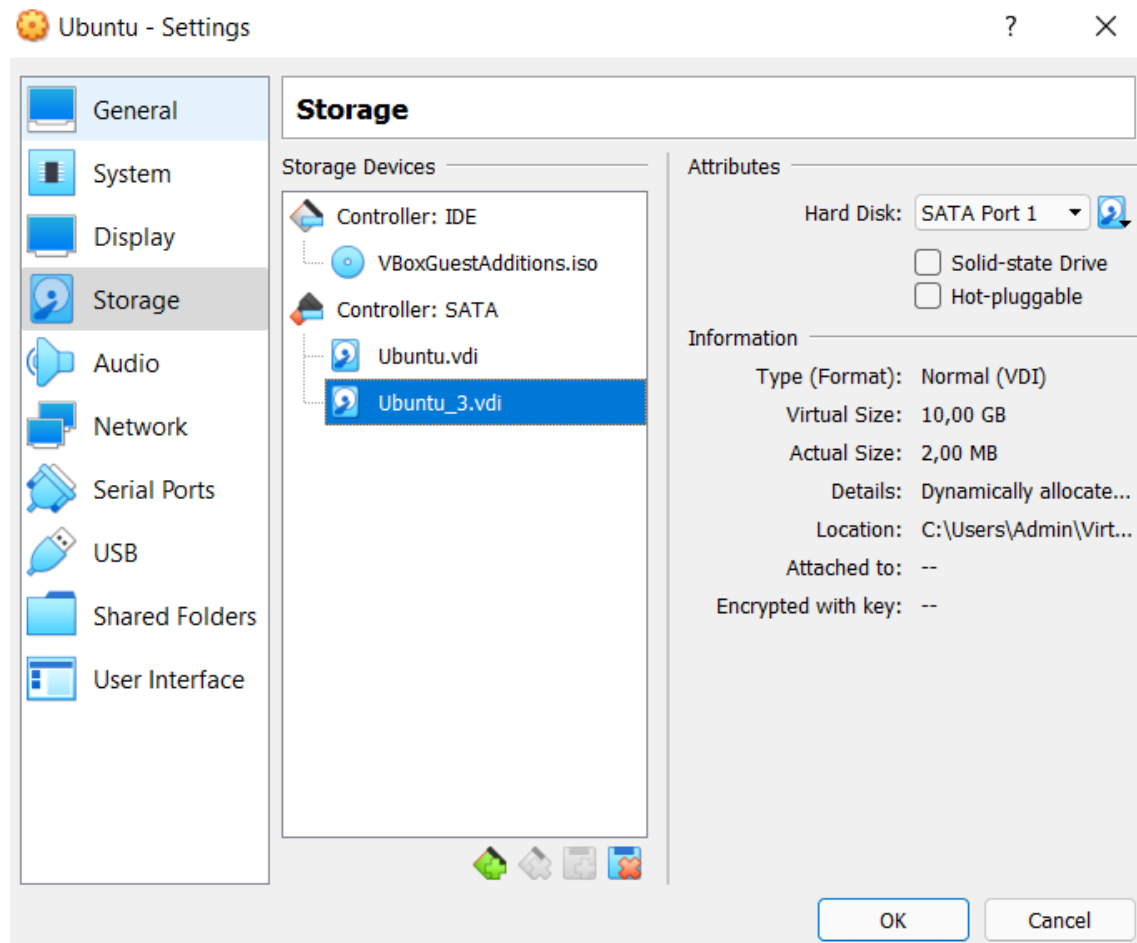 Ubuntu - Settings
?
General
System
Display
Storage
Audio
Network
Serial Ports
USB
Shared Folders
User Interface
Storage
Storage Devices
Controller: IDE
VBoxGuestAdditions.iso
Controller: SATA
Ubuntu.vdi
Ubuntu_3.vdi
Attributes
Hard Disk: SATA Port 1
Solid-state Drive
Hot-pluggable
Information
Type (Format): Normal (VDI)
Virtual Size: 10,00 GB
Actual Size: 2,00 MB
Details: Dynamically allocate...
Location: C:\Users\Admin\Virt...
Attached to: --
Encrypted with key: --
OK
Cancel